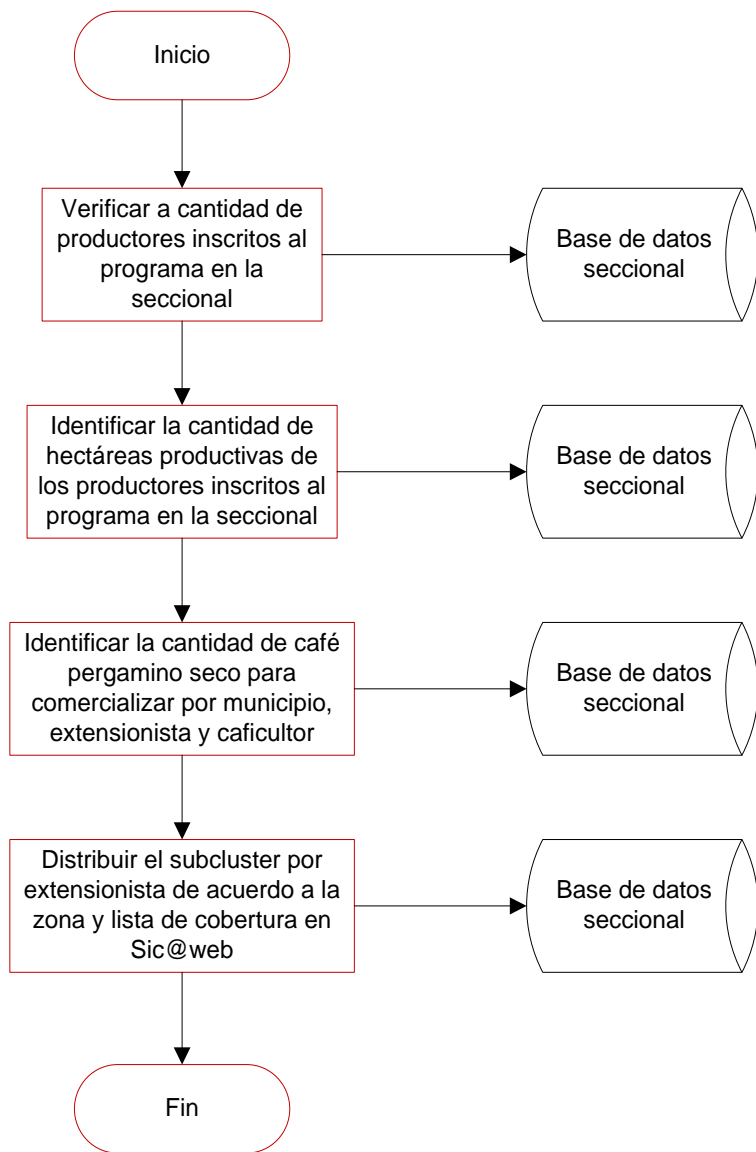 Inicio
Verificar a cantidad de
productores inscritos al
programa en la
seccional
Base de datos
seccional
Identificar la cantidad de
hectáreas productivas de
los productores inscritos al
programa en la seccional
Base de datos
seccional
Identificar la cantidad de café
pergamino seco para
comercializar por municipio,
extensionista y caficultor
Base de datos
seccional
Distribuir el subcluster por
extensionista de acuerdo a la
zona y lista de cobertura en
Sic@web
Base de datos
seccional
Fin